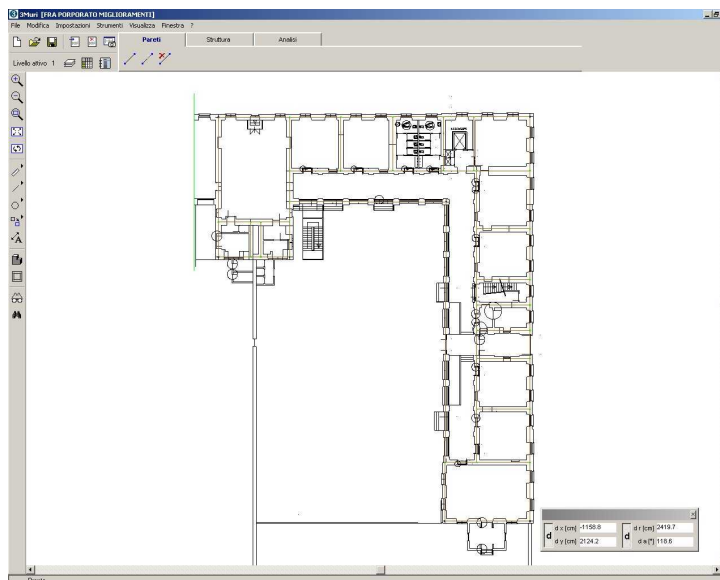 3Muri [FRA PORPORATO MIGLIORAMENTI]
File Modifica Impostazioni Strumenti Visualizza Finestra ?
Pareti Struttura Analisi
Livello attivo 1
ASCENSORE
d x [cm] -1158.8 d r [cm] 2419.7
d d
d y [cm] 2124.2 d a [°] 118.6
Pareti